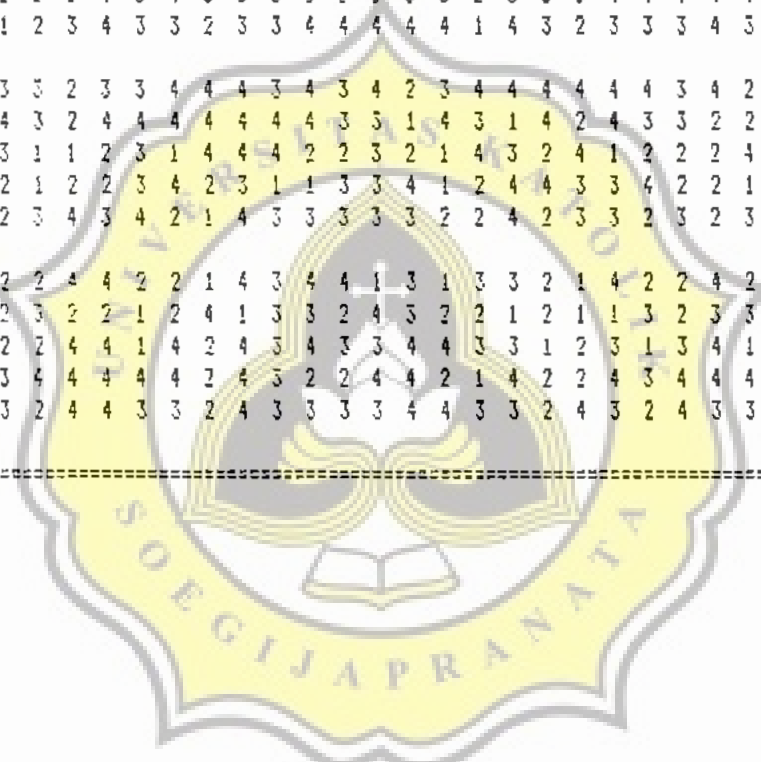 1 2 3 4 3 3 2 3 3 4 4 4 4 4 1 4 3 2 3 3 3 4 3
3 3 2 3 3 4 4 4 3 4 3 4 2 3 4 4 4 4 4 4 3 4 2
4 3 2 4 4 4 4 4 4 4 3 3 1 4 3 1 4 2 4 3 3 2 2
3 1 1 2 3 1 4 4 4 2 2 3 2 1 4 3 2 4 1 2 2 2 4
2 1 2 2 3 4 2 3 1 1 3 3 4 1 2 4 4 3 3 4 2 2 1
2 3 4 3 4 2 1 4 3 3 3 3 3 2 2 4 2 3 3 2 3 2 3
2 2 4 4 2 2 1 4 3 4 4 1 3 1 3 3 2 1 4 2 2 4 2
2 3 2 2 1 2 4 1 3 3 2 4 3 2 2 1 2 1 1 3 2 3 3
2 2 4 4 1 4 2 4 3 4 3 3 4 4 3 3 1 2 3 1 3 4 1
3 4 4 4 4 4 2 4 3 2 2 4 4 2 1 4 2 2 4 3 4 4 4
3 2 4 4 3 3 2 4 3 3 3 3 4 4 3 3 2 4 3 2 4 3 3
UNIVERSITAS KATOLIK
SOEGIJAPRANATA